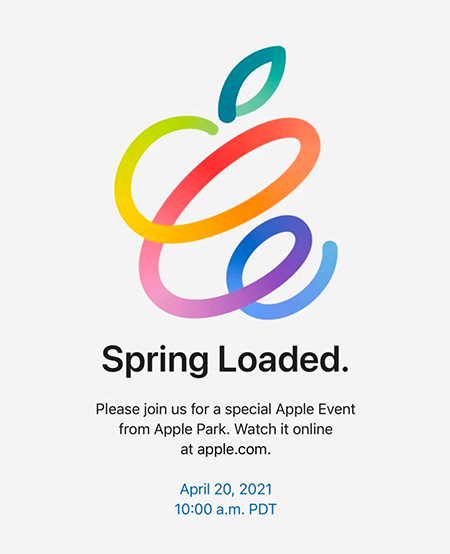 Spring Loaded.
Please join us for a special Apple Event
from Apple Park. Watch it online
at apple.com.
April 20, 2021
10:00 a.m. PDT